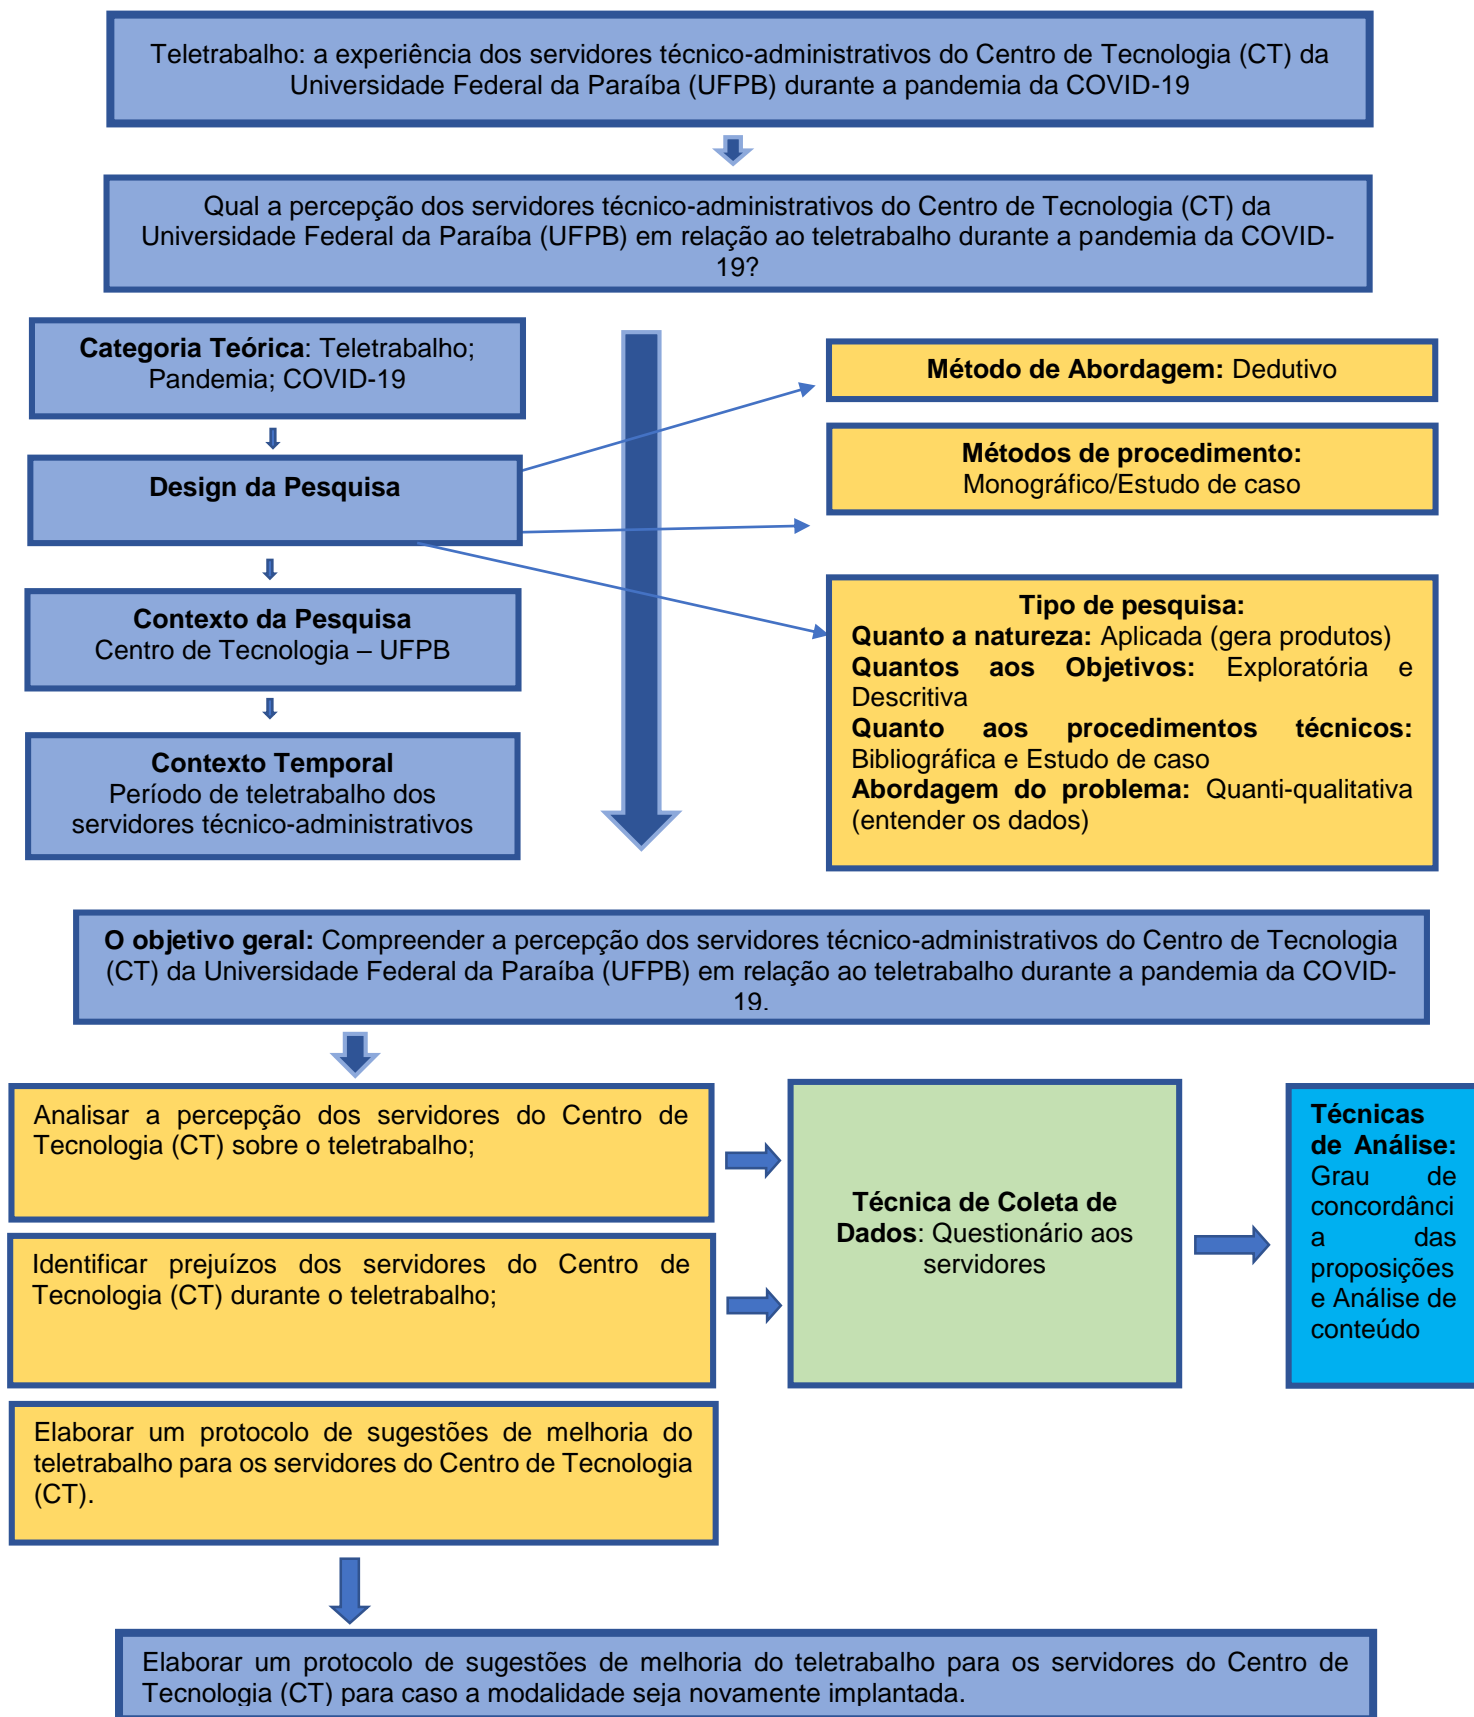 Teletrabalho: a experiência dos servidores técnico-administrativos do Centro de Tecnologia (CT) da
Universidade Federal da Paraíba (UFPB) durante a pandemia da COVID-19
Qual a percepção dos servidores técnico-administrativos do Centro de Tecnologia (CT) da
Universidade Federal da Paraíba (UFPB) em relação ao teletrabalho durante a pandemia da COVID-
19?
Categoria Teórica: Teletrabalho;
Pandemia; COVID-19
Design da Pesquisa
Contexto da Pesquisa
Centro de Tecnologia – UFPB
Contexto Temporal
Período de teletrabalho dos
servidores técnico-administrativos
Método de Abordagem: Dedutivo
Métodos de procedimento:
Monográfico/Estudo de caso
Tipo de pesquisa:
Quanto a natureza: Aplicada (gera produtos)
Quantos aos Objetivos: Exploratória e
Descritiva
Quanto aos procedimentos técnicos:
Bibliográfica e Estudo de caso
Abordagem do problema: Quanti-qualitativa
(entender os dados)
O objetivo geral: Compreender a percepção dos servidores técnico-administrativos do Centro de Tecnologia
(CT) da Universidade Federal da Paraíba (UFPB) em relação ao teletrabalho durante a pandemia da COVID-
19.
Analisar a percepção dos servidores do Centro de
Tecnologia (CT) sobre o teletrabalho;
Identificar prejuízos dos servidores do Centro de
Tecnologia (CT) durante o teletrabalho;
Elaborar um protocolo de sugestões de melhoria do
teletrabalho para os servidores do Centro de Tecnologia
(CT).
Técnica de Coleta de
Dados: Questionário aos
servidores
Técnicas
de Análise:
Grau de
concordânci
a das
proposições
e Análise de
conteúdo
Elaborar um protocolo de sugestões de melhoria do teletrabalho para os servidores do Centro de
Tecnologia (CT) para caso a modalidade seja novamente implantada.